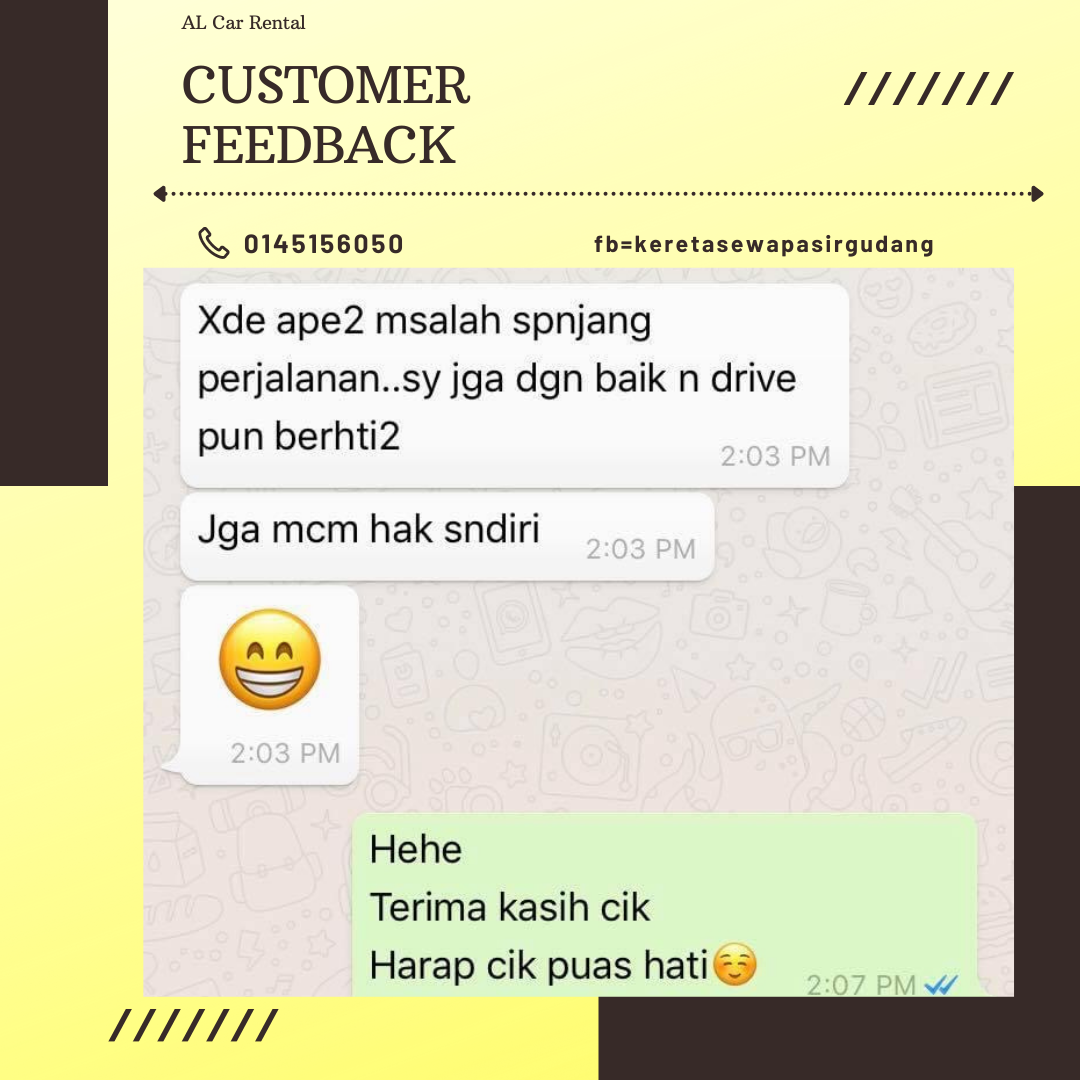 AL Car Rental
CUSTOMER
FEEDBACK
0145156050
fb=keretasewapasirgudang
Xde ape2 msalah spnjang
perjalanan..sy jga dgn baik n drive
pun berhti2
2:03 PM
Jga mcm hak sndiri
2:03 PM
😁
2:03 PM
Hehe
Terima kasih cik
Harap cik puas hati☺️
2:07 PM